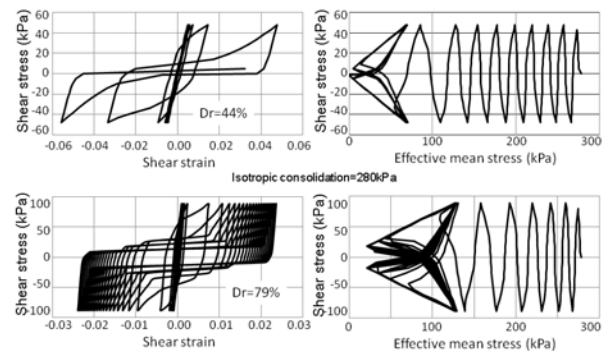 Shear stress (kPa)
60
40
20
0
-20
-40
-60
-0.06 -0.04 -0.02 0.00 0.02 0.04 0.06
Dr=44%
Shear strain
Shear stress (kPa)
60
40
20
0
-20
-40
-60
0 100 200 300
Effective mean stress (kPa)
Isotropic consolidation=280kPa
Shear stress (kPa)
100
50
0
-50
-100
-0.03 -0.02 -0.01 0.00 0.01 0.02 0.03
Dr=79%
Shear strain
Shear stress (kPa)
100
50
0
-50
-100
0 100 200 300
Effective mean stress (kPa)